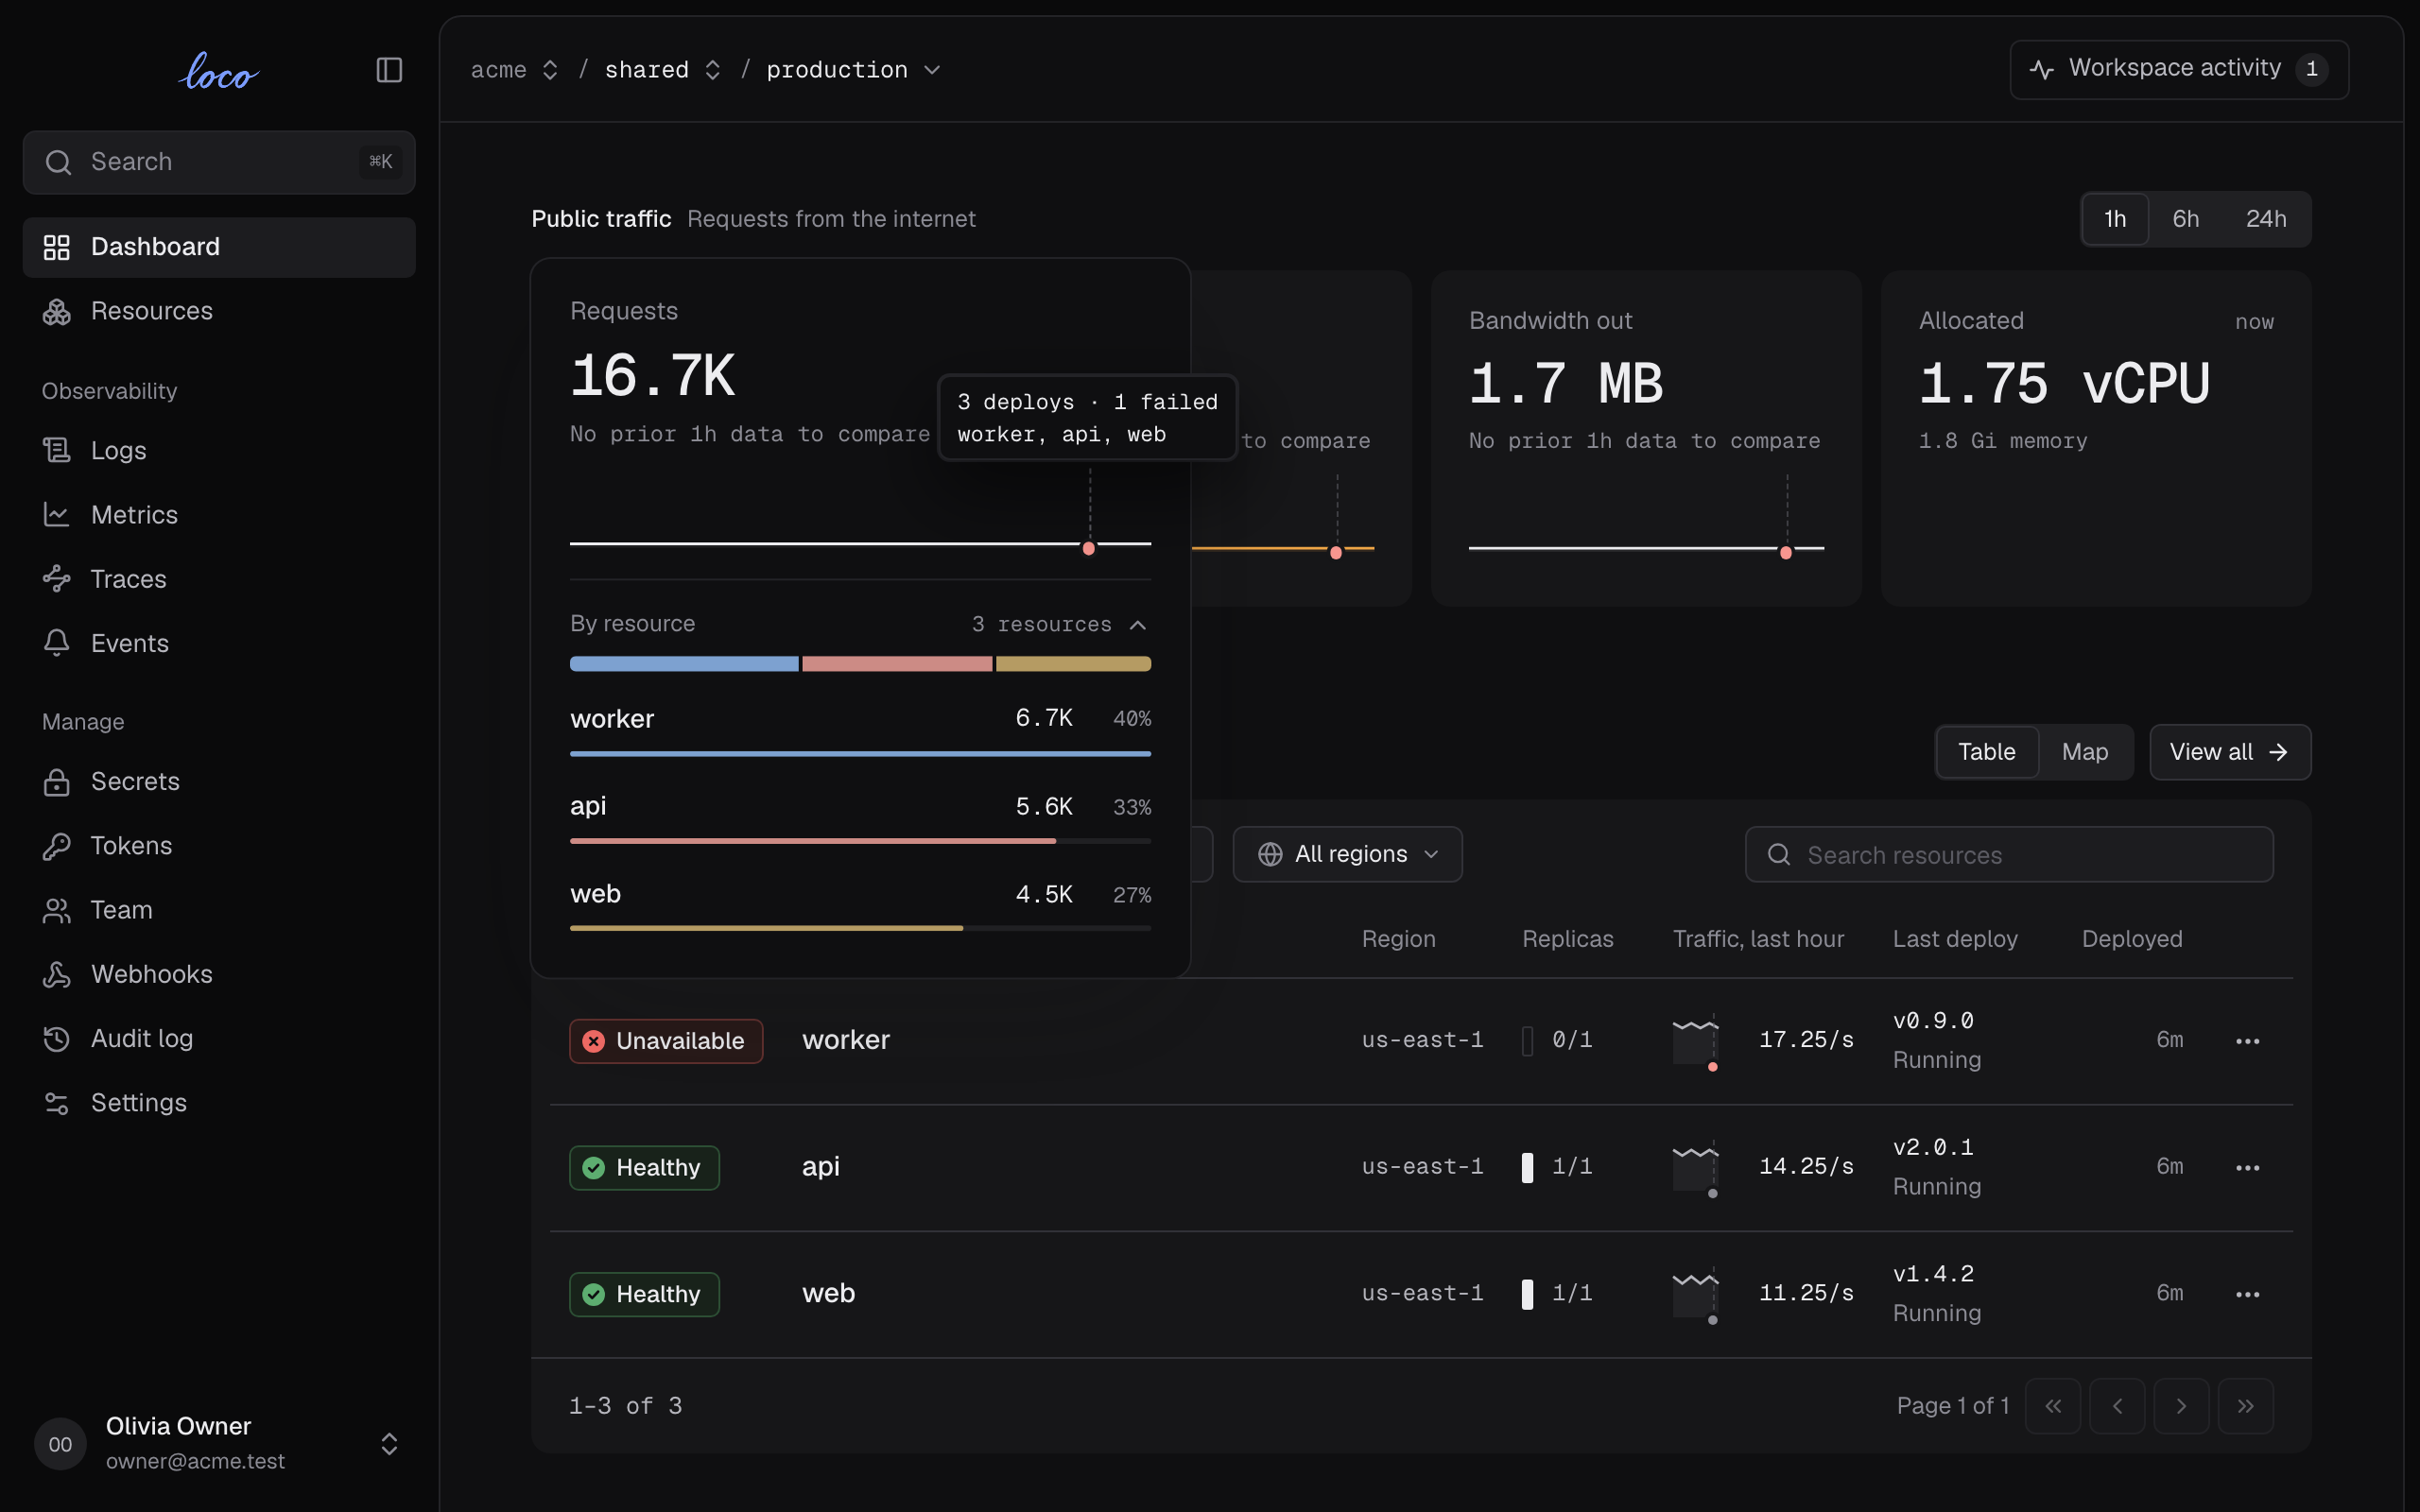 loco
Search ⌘K
Dashboard
Resources
Observability
Logs
Metrics
Traces
Events
Manage
Secrets
Tokens
Team
Webhooks
Audit log
Settings
OO
Olivia Owner
owner@acme.test
acme / shared / production
Workspace activity 1
Public traffic Requests from the internet
1h 6h 24h
Requests
16.7K
No prior 1h data to compare
3 deploys · 1 failed
worker, api, web
By resource 3 resources
worker 6.7K 40%
api 5.6K 33%
web 4.5K 27%
to compare
Bandwidth out
1.7 MB
No prior 1h data to compare
Allocated now
1.75 vCPU
1.8 Gi memory
Table Map View all
All regions
Search resources
Region Replicas Traffic, last hour Last deploy Deployed
Unavailable worker us-east-1 0/1 17.25/s v0.9.0 6m
Running
Healthy api us-east-1 1/1 14.25/s v2.0.1 6m
Running
Healthy web us-east-1 1/1 11.25/s v1.4.2 6m
Running
1–3 of 3
Page 1 of 1